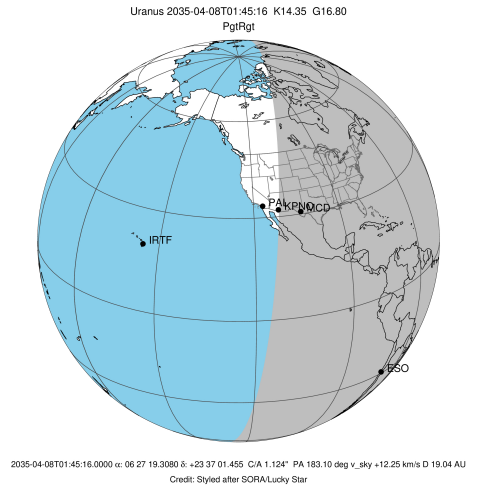 Uranus 2035-04-08T01:45:16  K14.35  G16.80
PgtRgt
PAL
KPNO
MCD
IRTF
ESO
2035-04-08T01:45:16.0000 α: 06 27 19.3080 δ: +23 37 01.455  C/A 1.124"  PA 183.10 deg v_sky +12.25 km/s D 19.04 AU
Credit: Styled after SORA/Lucky Star